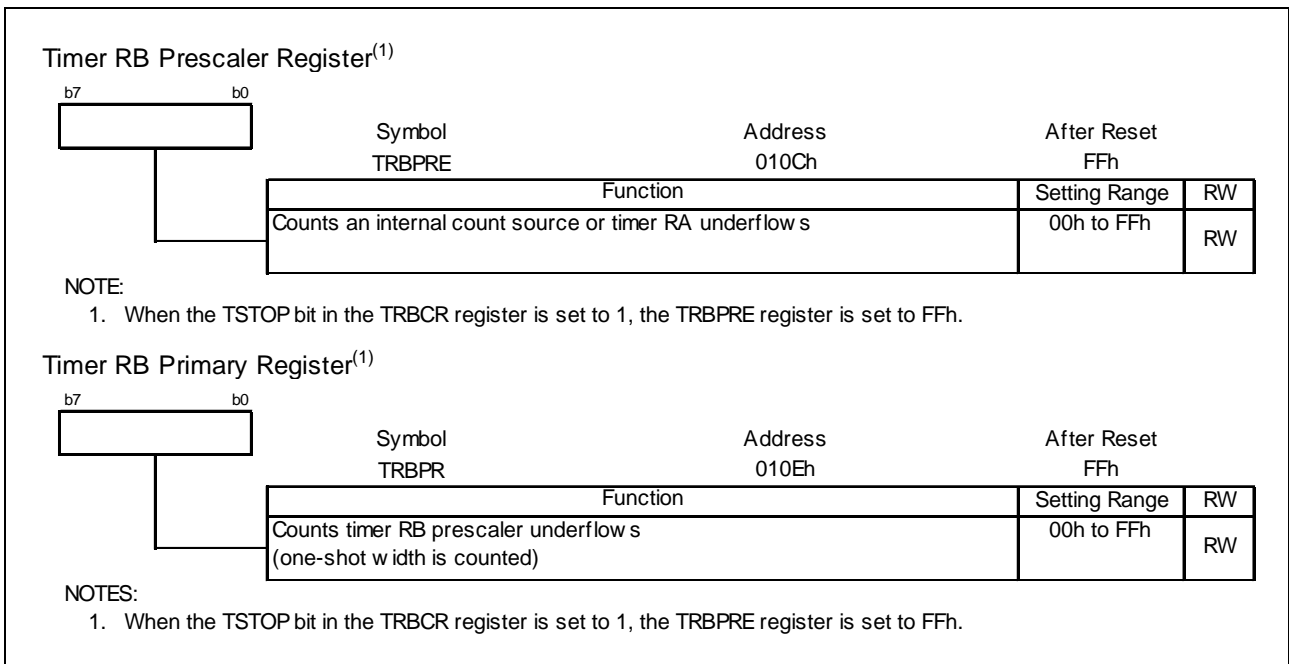 Timer RB Prescaler Register(1)
b7 b0
Symbol Address After Reset
TRBPRE 010Ch FFh
Function Setting Range RW
Counts an internal count source or timer RA underflows 00h to FFh RW
NOTE:
1. When the TSTOP bit in the TRBCR register is set to 1, the TRBPRE register is set to FFh.
Timer RB Primary Register(1)
b7 b0
Symbol Address After Reset
TRBPR 010Eh FFh
Function Setting Range RW
Counts timer RB prescaler underflows 00h to FFh RW
(one-shot width is counted)
NOTES:
1. When the TSTOP bit in the TRBCR register is set to 1, the TRBPRE register is set to FFh.